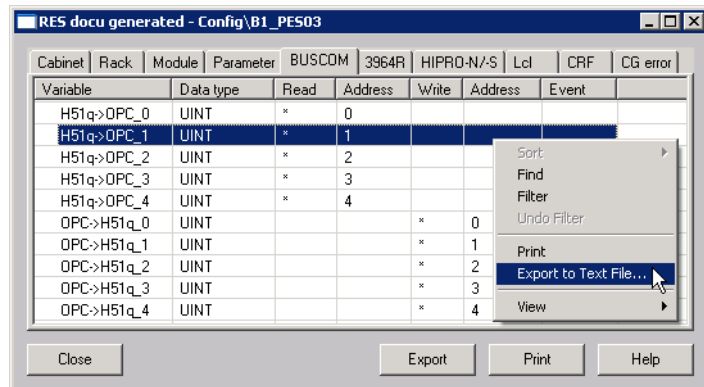 RES docu generated - Config\B1_PES03
Cabinet Rack Module Parameter BUSCOM 3964R HIPRO-N/-S Lcl CRF CG error
Variable Data type Read Address Write Address Event
H51q->OPC_0 UINT * 0
H51q->OPC_1 UINT * 1
H51q->OPC_2 UINT * 2
H51q->OPC_3 UINT * 3
H51q->OPC_4 UINT * 4
OPC->H51q_0 UINT * 0
OPC->H51q_1 UINT * 1
OPC->H51q_2 UINT * 2
OPC->H51q_3 UINT * 3
OPC->H51q_4 UINT * 4
Sort
Find
Filter
Undo Filter
Print
Export to Text File...
View
Close Export Print Help